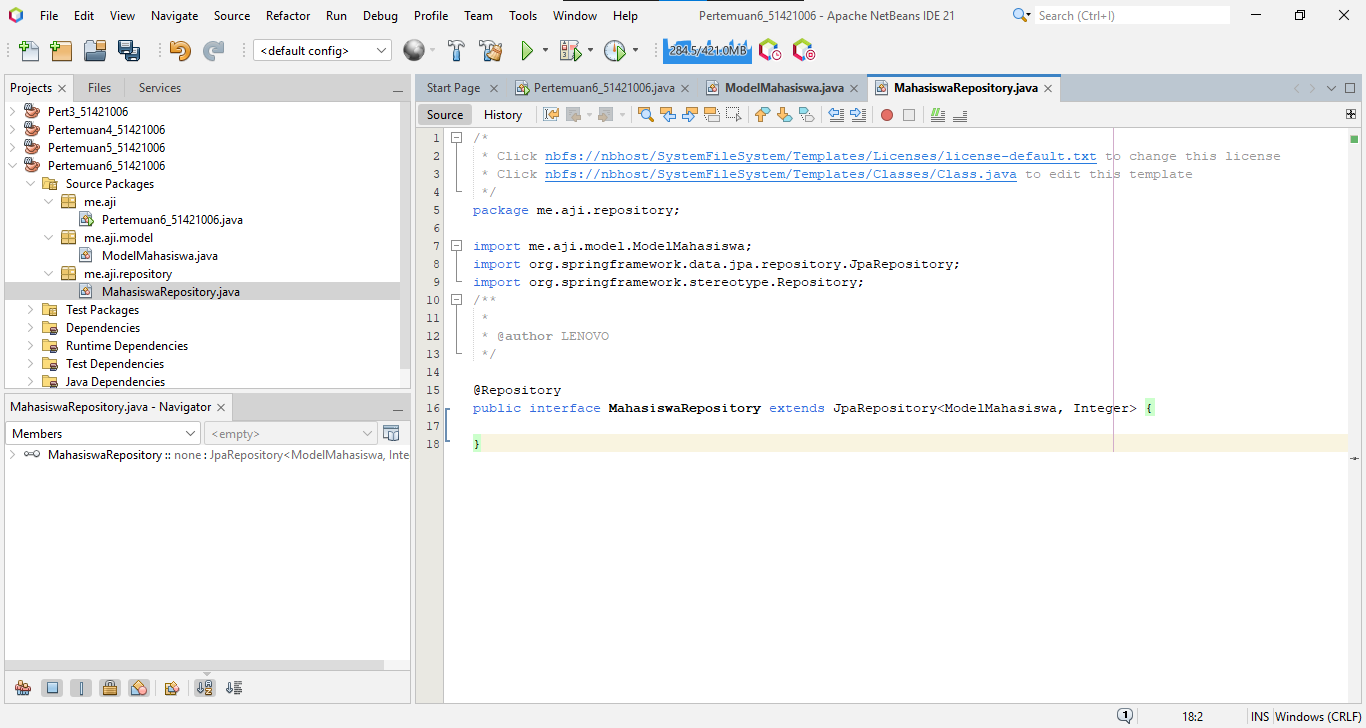 File Edit View Navigate Source Refactor Run Debug Profile Team Tools Window Help Pertemuan6_51421006 - Apache NetBeans IDE 21 Search (Ctrl+I)
<default config> 284.5/421.0MB
Projects Files Services
Pert3_51421006
Pertemuan4_51421006
Pertemuan5_51421006
Pertemuan6_51421006
Source Packages
me.aji
Pertemuan6_51421006.java
me.aji.model
ModelMahasiswa.java
me.aji.repository
MahasiswaRepository.java
Test Packages
Dependencies
Runtime Dependencies
Test Dependencies
Java Dependencies
MahasiswaRepository.java - Navigator
Members <empty>
MahasiswaRepository :: none : JpaRepository<ModelMahasiswa, Inte
Start Page Pertemuan6_51421006.java ModelMahasiswa.java MahasiswaRepository.java
Source History
1 /*
2 * Click nbfs://nbhost/SystemFileSystem/Templates/Licenses/license-default.txt to change this license
3 * Click nbfs://nbhost/SystemFileSystem/Templates/Classes/Class.java to edit this template
4 */
5 package me.aji.repository;
6
7 import me.aji.model.ModelMahasiswa;
8 import org.springframework.data.jpa.repository.JpaRepository;
9 import org.springframework.stereotype.Repository;
10 /**
11 *
12 * @author LENOVO
13 */
14
15 @Repository
16 public interface MahasiswaRepository extends JpaRepository<ModelMahasiswa, Integer> {
17
18 }
1 18:2 INS Windows (CRLF)